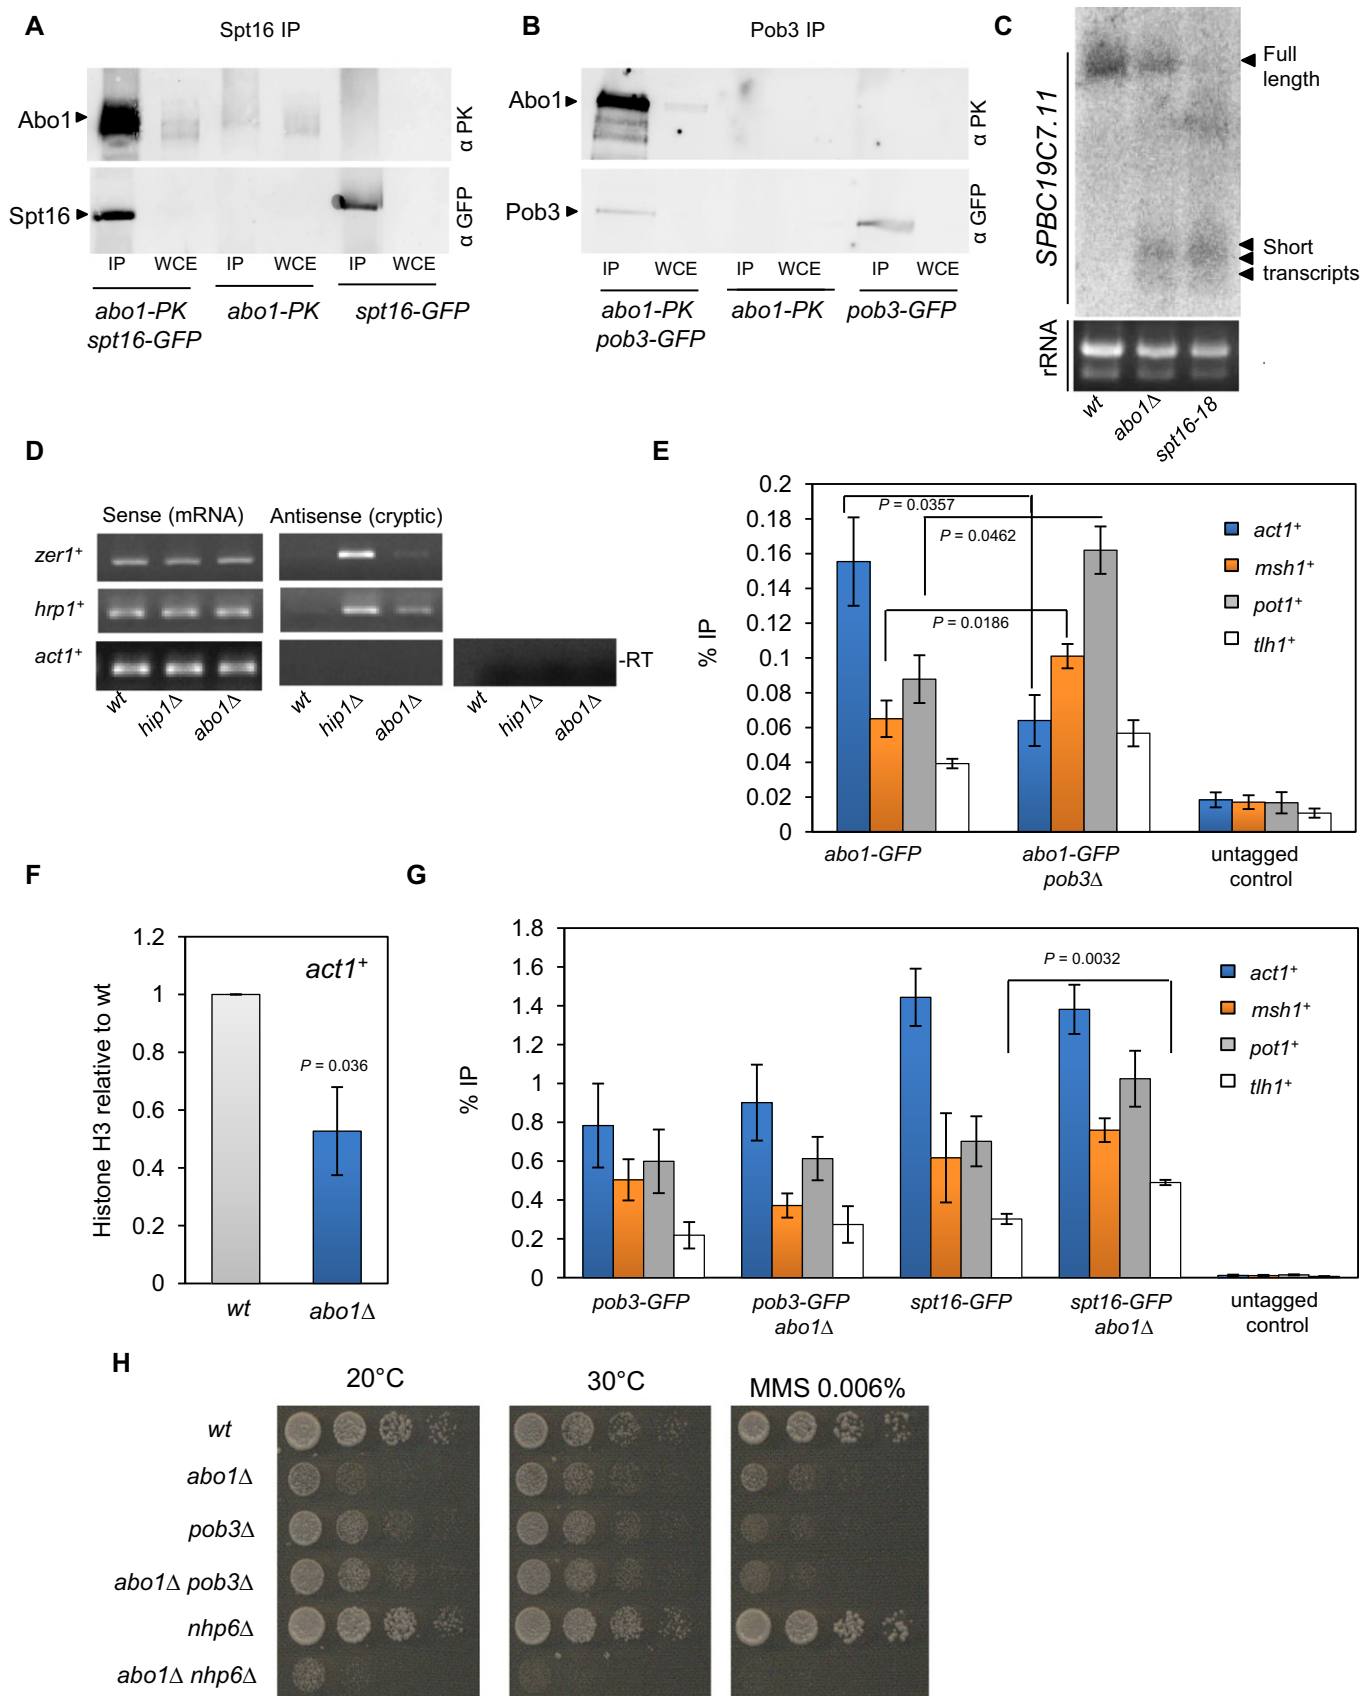 A
Spt16 IP
Abo1
α PK
Spt16
α GFP
IP WCE IP WCE IP WCE
abo1-PK abo1-PK spt16-GFP
spt16-GFP
B
Pob3 IP
Abo1
α PK
Pob3
α GFP
IP WCE IP WCE IP WCE
abo1-PK abo1-PK pob3-GFP
pob3-GFP
C
SPBC19C7.11
Full
length
Short
transcripts
rRNA
wt abo1Δ spt16-18
D
Sense (mRNA) Antisense (cryptic)
zer1+
hrp1+
act1+
-RT
wt hip1Δ abo1Δ wt hip1Δ abo1Δ wt hip1Δ abo1Δ
E
% IP
0.2
0.18
0.16
0.14
0.12
0.1
0.08
0.06
0.04
0.02
0
P = 0.0357
P = 0.0462
P = 0.0186
act1+
msh1+
pot1+
tlh1+
abo1-GFP abo1-GFP untagged
pob3Δ control
F
Histone H3 relative to wt
1.2
1
0.8
0.6
0.4
0.2
0
act1+
P = 0.036
wt abo1Δ
G
% IP
1.8
1.6
1.4
1.2
1
0.8
0.6
0.4
0.2
0
P = 0.0032
act1+
msh1+
pot1+
tlh1+
pob3-GFP pob3-GFP spt16-GFP spt16-GFP untagged
abo1Δ abo1Δ control
H
20°C 30°C MMS 0.006%
wt
abo1Δ
pob3Δ
abo1Δ pob3Δ
nhp6Δ
abo1Δ nhp6Δ